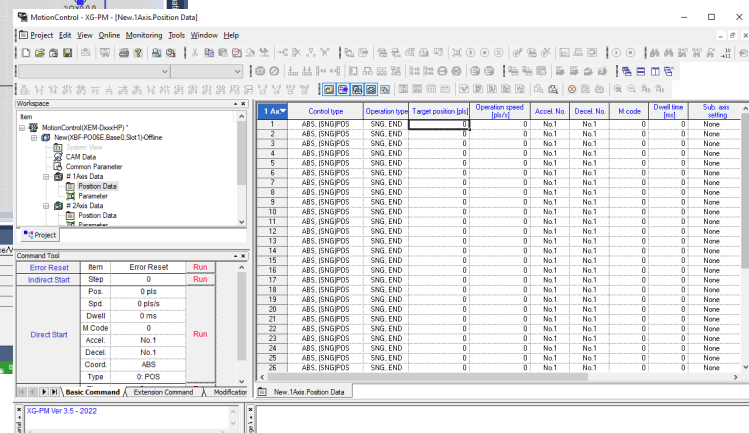 MotionControl - XG-PM - [New.1Axis.Position Data]
Project Edit View Online Monitoring Tools Window Help
Workspace
Item
MotionControl(XEM-DxxxHP) *
New(XBF-PO06E,Base0,Slot1)-Offline
System View
CAM Data
Common Parameter
# 1Axis Data
Position Data
Parameter
# 2Axis Data
Position Data
Parameter
Project
Command Tool
Error Reset Item Error Reset Run
Indirect Start Step 0 Run
Direct Start Pos. 0 pls Run
Spd. 0 pls/s
Dwell 0 ms
M Code 0
Accel. No.1
Decel. No.1
Coord. ABS
Type 0: POS
Basic Command Extension Command Modification
1 Ax Control type Operation type Target position [pls] Operation speed [pls/s] Accel. No. Decel. No. M code Dwell time [ms] Sub. axis setting
1 ABS, (SNG)POS SNG, END 0 0 No.1 No.1 0 0 None
2 ABS, (SNG)POS SNG, END 0 0 No.1 No.1 0 0 None
3 ABS, (SNG)POS SNG, END 0 0 No.1 No.1 0 0 None
4 ABS, (SNG)POS SNG, END 0 0 No.1 No.1 0 0 None
5 ABS, (SNG)POS SNG, END 0 0 No.1 No.1 0 0 None
6 ABS, (SNG)POS SNG, END 0 0 No.1 No.1 0 0 None
7 ABS, (SNG)POS SNG, END 0 0 No.1 No.1 0 0 None
8 ABS, (SNG)POS SNG, END 0 0 No.1 No.1 0 0 None
9 ABS, (SNG)POS SNG, END 0 0 No.1 No.1 0 0 None
10 ABS, (SNG)POS SNG, END 0 0 No.1 No.1 0 0 None
11 ABS, (SNG)POS SNG, END 0 0 No.1 No.1 0 0 None
12 ABS, (SNG)POS SNG, END 0 0 No.1 No.1 0 0 None
13 ABS, (SNG)POS SNG, END 0 0 No.1 No.1 0 0 None
14 ABS, (SNG)POS SNG, END 0 0 No.1 No.1 0 0 None
15 ABS, (SNG)POS SNG, END 0 0 No.1 No.1 0 0 None
16 ABS, (SNG)POS SNG, END 0 0 No.1 No.1 0 0 None
17 ABS, (SNG)POS SNG, END 0 0 No.1 No.1 0 0 None
18 ABS, (SNG)POS SNG, END 0 0 No.1 No.1 0 0 None
19 ABS, (SNG)POS SNG, END 0 0 No.1 No.1 0 0 None
20 ABS, (SNG)POS SNG, END 0 0 No.1 No.1 0 0 None
21 ABS, (SNG)POS SNG, END 0 0 No.1 No.1 0 0 None
22 ABS, (SNG)POS SNG, END 0 0 No.1 No.1 0 0 None
23 ABS, (SNG)POS SNG, END 0 0 No.1 No.1 0 0 None
24 ABS, (SNG)POS SNG, END 0 0 No.1 No.1 0 0 None
25 ABS, (SNG)POS SNG, END 0 0 No.1 No.1 0 0 None
26 ABS, (SNG)POS SNG, END 0 0 No.1 No.1 0 0 None
New.1Axis.Position Data
XG-PM Ver 3.5 - 2022